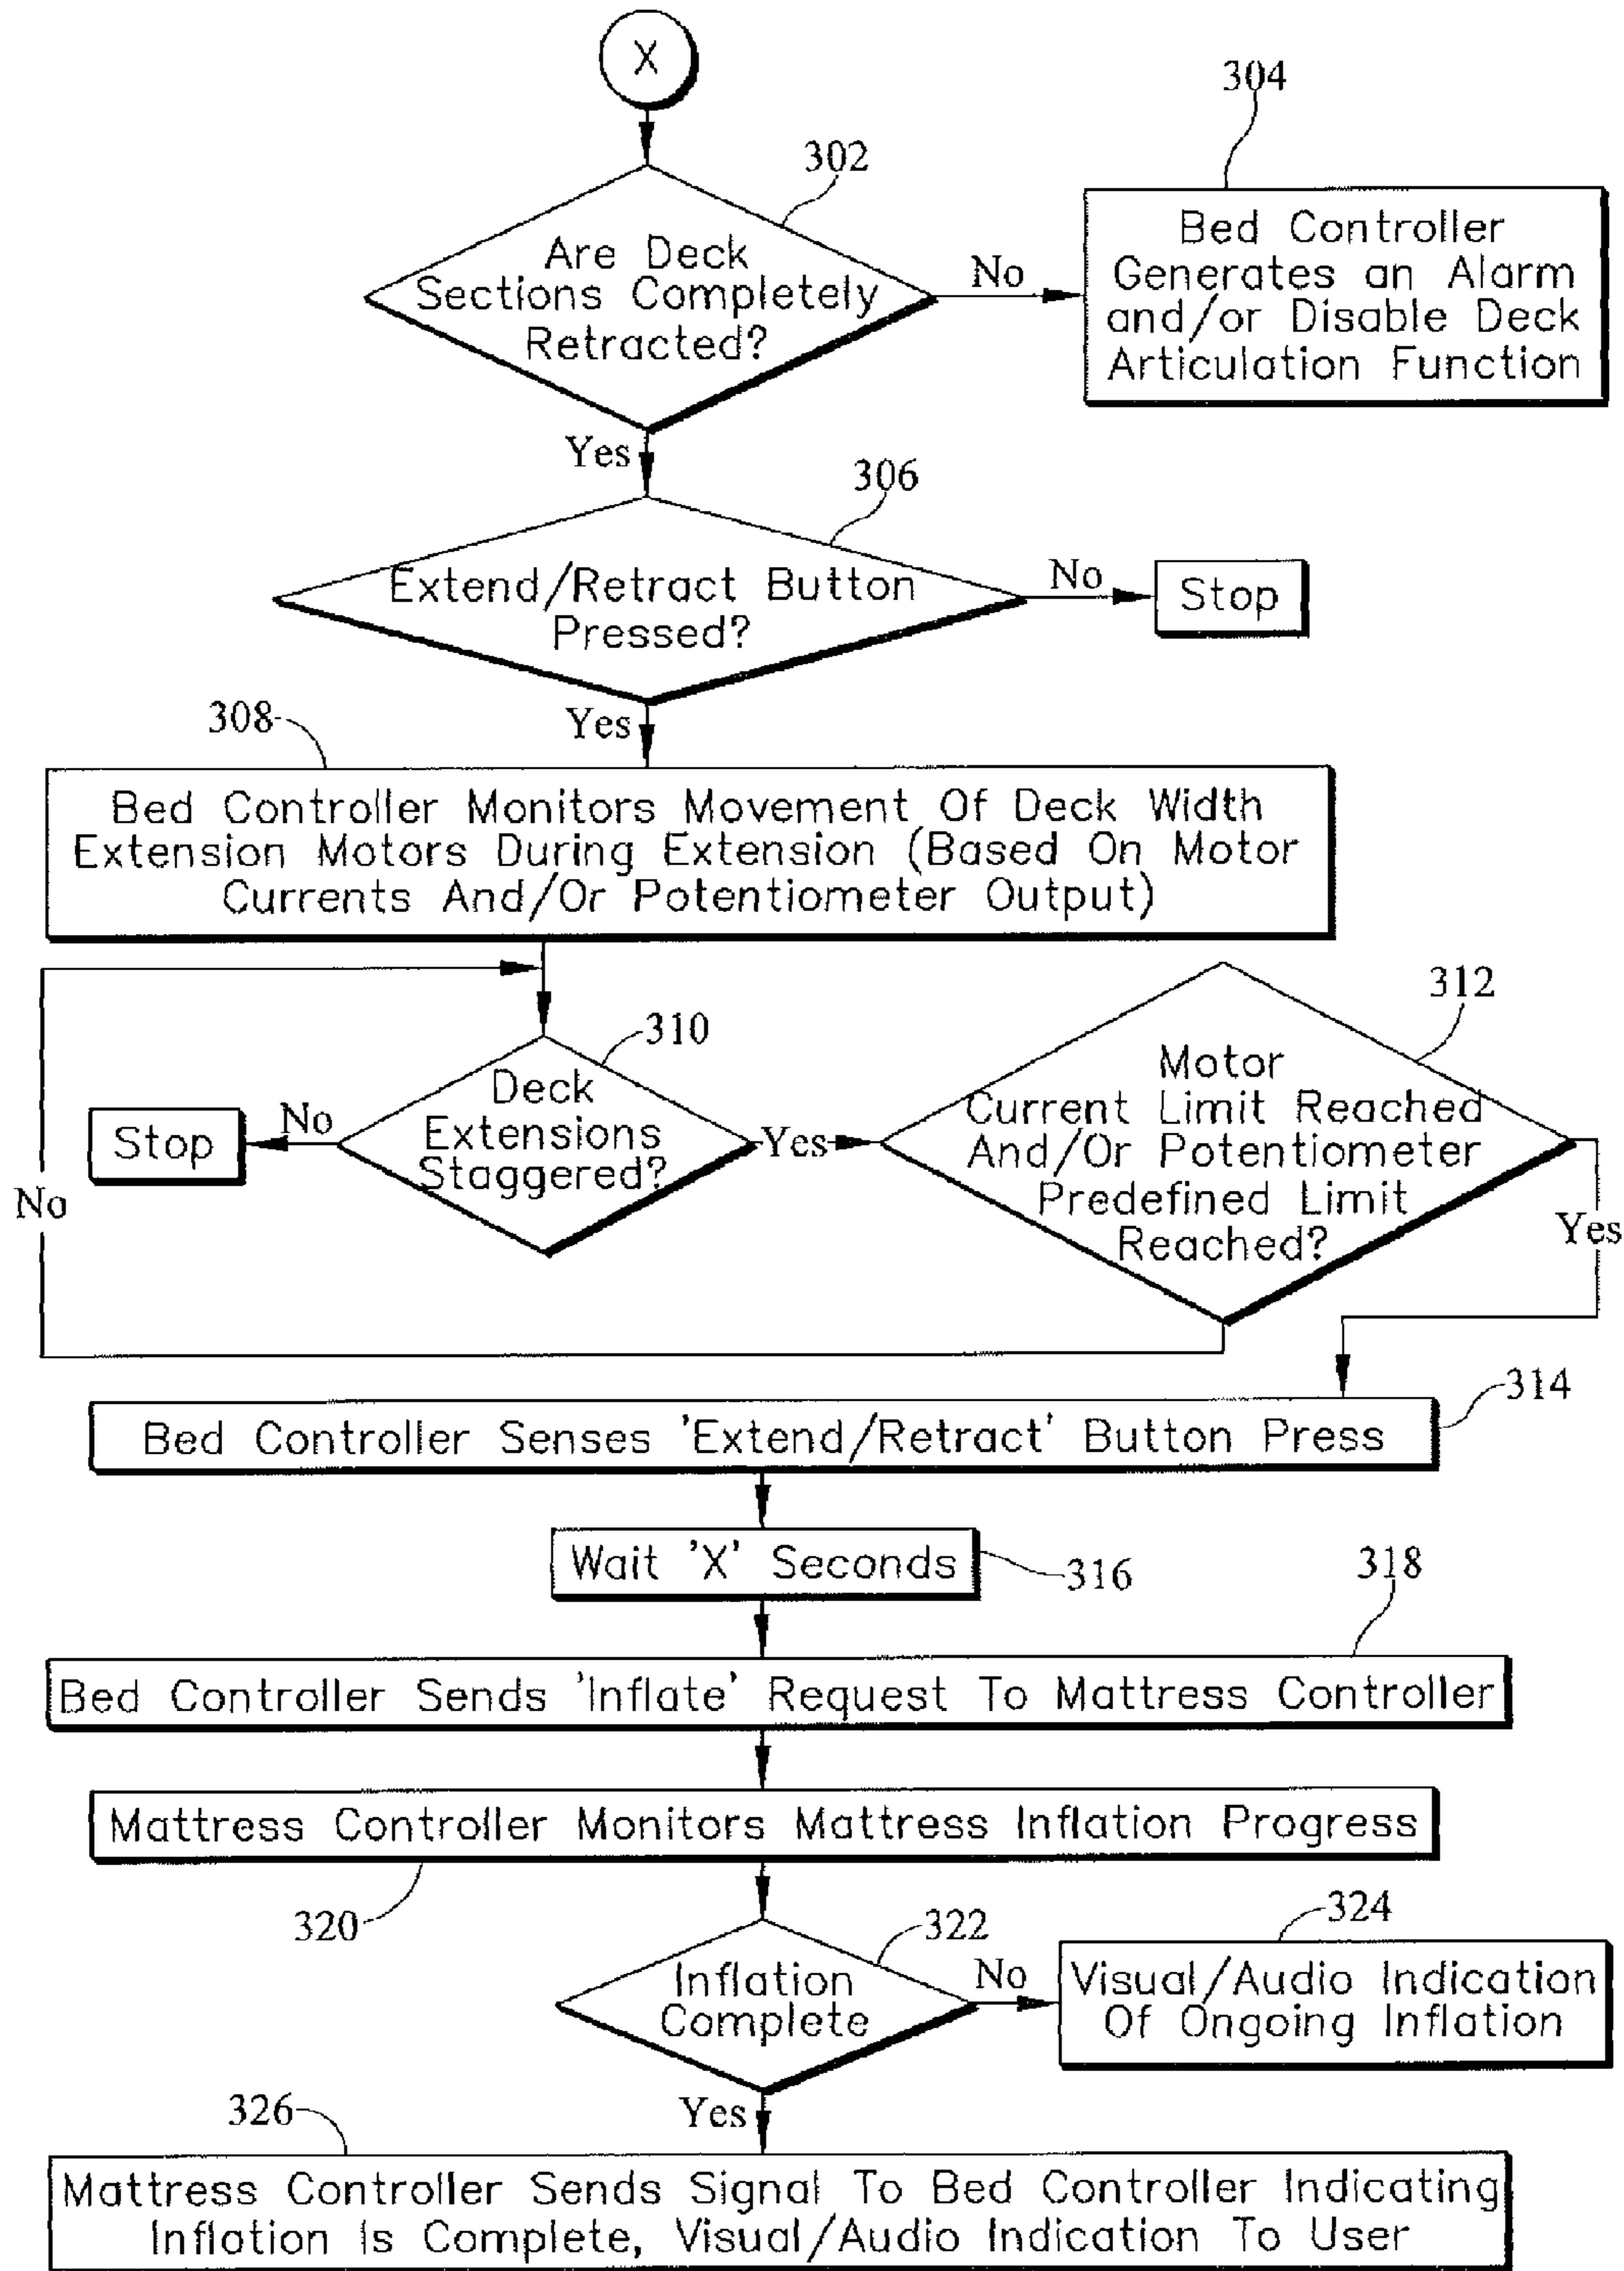 X
302
304
Are Deck
Sections Completely
Retracted?
No
Bed Controller
Generates an Alarm
and/or Disable Deck
Articulation Function
Yes
306
Extend/Retract Button
Pressed?
No
Stop
308
Yes
Bed Controller Monitors Movement Of Deck Width
Extension Motors During Extension (Based On Motor
Currents And/Or Potentiometer Output)
310
312
Stop
No
Deck
Extensions
Staggered?
Yes
Motor
Current Limit Reached
And/Or Potentiometer
Predefined Limit
Reached?
No
Yes
314
Bed Controller Senses 'Extend/Retract' Button Press
Wait 'X' Seconds
316
318
Bed Controller Sends 'Inflate' Request To Mattress Controller
Mattress Controller Monitors Mattress Inflation Progress
320
322
324
Inflation
Complete
No
Visual/Audio Indication
Of Ongoing Inflation
326
Yes
Mattress Controller Sends Signal To Bed Controller Indicating
Inflation Is Complete, Visual/Audio Indication To User